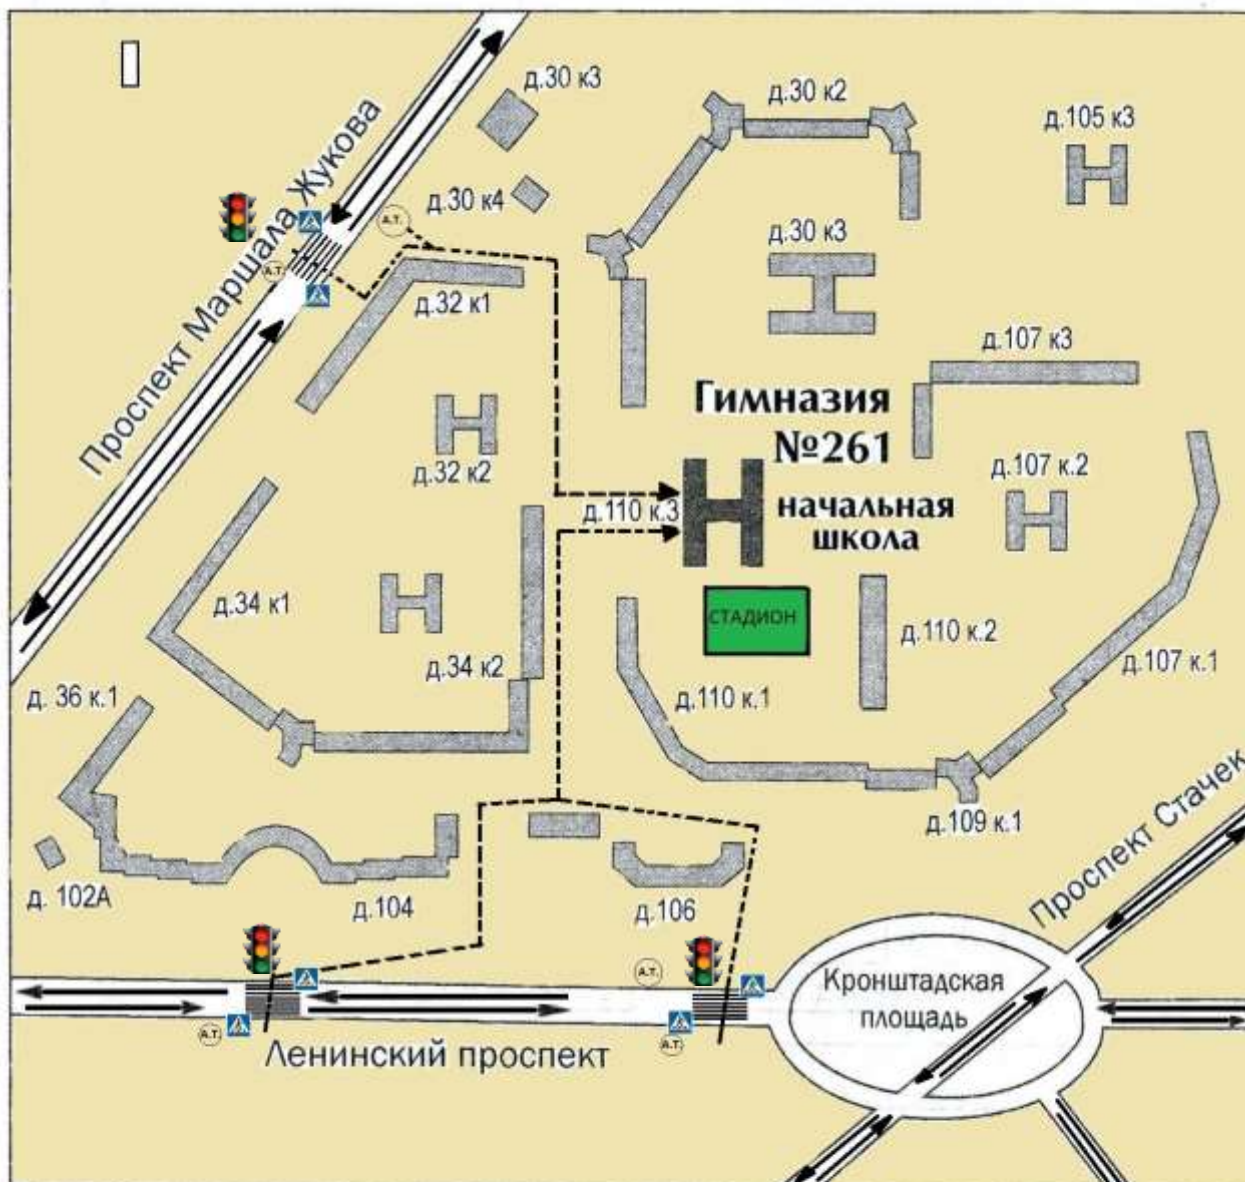 д.30 к3
д.30 к2
д.105 к3
Проспект Маршала Жукова
д.30 к4
А.Т.
А.Т.
д.30 к3
д.32 к1
д.107 к3
Гимназия
№261
д.32 к2
д.107 к.2
д.110 к.3
начальная
школа
д.34 к1
СТАДИОН
д.110 к.2
д.34 к2
д.107 к.1
д. 36 к.1
д.110 к.1
д.109 к.1
Проспект Стачек
д. 102А
д.104
д.106
А.Т.
Кронштадская
площадь
А.Т.
А.Т.
Ленинский проспект